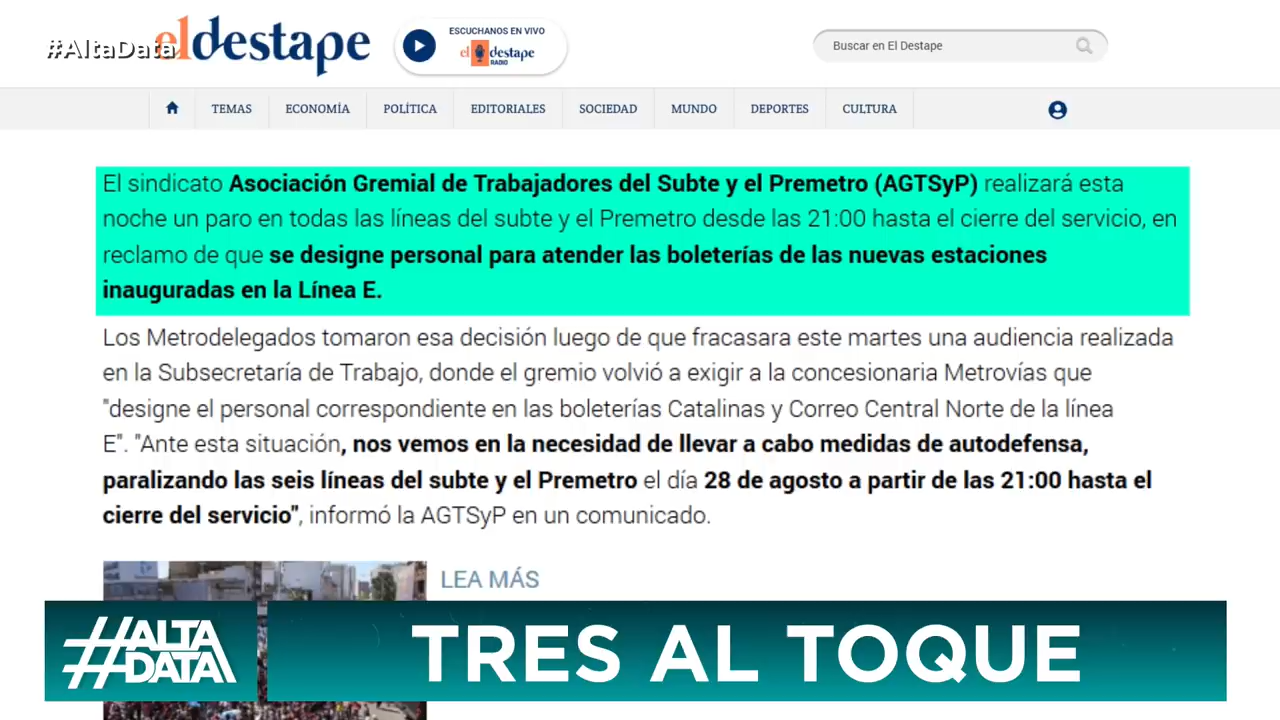 #AltaData
el destape
ESCUCHANOS EN VIVO
el destape
RADIO
Buscar en El Destape
TEMAS ECONOMÍA POLÍTICA EDITORIALES SOCIEDAD MUNDO DEPORTES CULTURA
El sindicato Asociación Gremial de Trabajadores del Subte y el Premetro (AGTSyP) realizará esta
noche un paro en todas las líneas del subte y el Premetro desde las 21:00 hasta el cierre del servicio, en
reclamo de que se designe personal para atender las boleterías de las nuevas estaciones
inauguradas en la Línea E.
Los Metrodelegados tomaron esa decisión luego de que fracasara este martes una audiencia realizada
en la Subsecretaría de Trabajo, donde el gremio volvió a exigir a la concesionaria Metrovías que
"designe el personal correspondiente en las boleterías Catalinas y Correo Central Norte de la línea
E". "Ante esta situación, nos vemos en la necesidad de llevar a cabo medidas de autodefensa,
paralizando las seis líneas del subte y el Premetro el día 28 de agosto a partir de las 21:00 hasta el
cierre del servicio", informó la AGTSyP en un comunicado.
LEA MÁS
#ALTA
DATA
TRES AL TOQUE